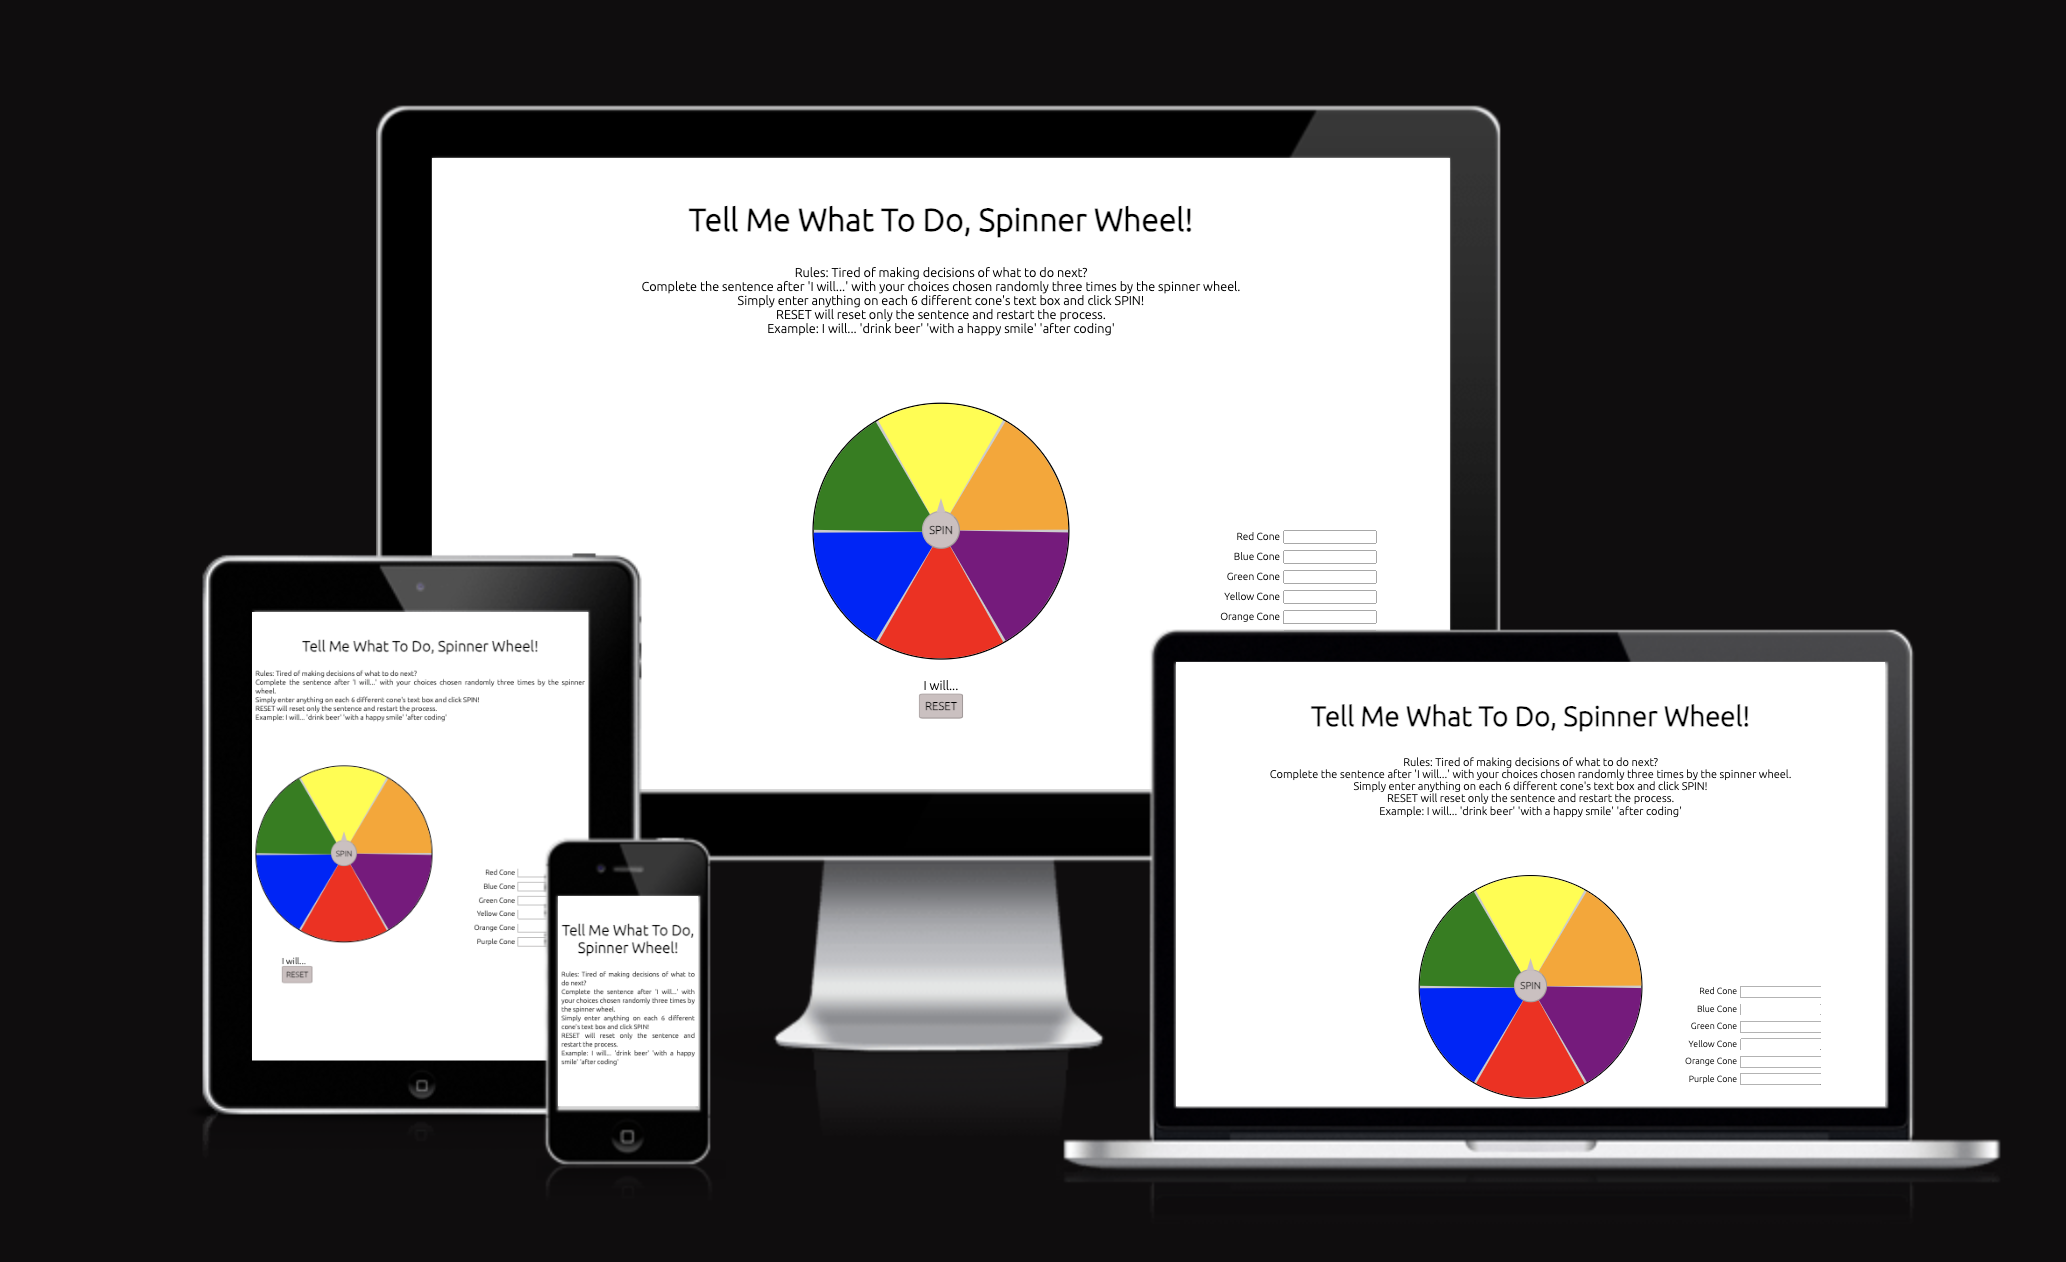 Tell Me What To Do, Spinner Wheel!
Rules: Tired of making decisions of what to do next?
Complete the sentence after 'I will...' with your choices chosen randomly three times by the spinner wheel.
Simply enter anything on each 6 different cone's text box and click SPIN!
RESET will reset only the sentence and restart the process.
Example: I will... 'drink beer' 'with a happy smile' 'after coding'
SPIN
Red Cone
Blue Cone
Green Cone
Yellow Cone
Orange Cone
I will...
RESET
Tell Me What To Do, Spinner Wheel!
Rules: Tired of making decisions of what to do next?
Complete the sentence after 'I will...' with your choices chosen randomly three times by the spinner
wheel.
Simply enter anything on each 6 different cone's text box and click SPIN!
RESET will reset only the sentence and restart the process.
Example: I will... 'drink beer' 'with a happy smile' 'after coding'
SPIN
Red Cone
Blue Cone
Green Cone
Yellow Cone
Orange Cone
Purple Cone
I will...
RESET
Tell Me What To Do,
Spinner Wheel!
Rules: Tired of making decisions of what to
do next?
Complete the sentence after 'I will...' with
your choices chosen randomly three times by
the spinner wheel.
Simply enter anything on each 6 different
cone's text box and click SPIN!
RESET will reset only the sentence and
restart the process.
Example: I will... 'drink beer' 'with a happy
smile' 'after coding'
Tell Me What To Do, Spinner Wheel!
Rules: Tired of making decisions of what to do next?
Complete the sentence after 'I will...' with your choices chosen randomly three times by the spinner wheel.
Simply enter anything on each 6 different cone's text box and click SPIN!
RESET will reset only the sentence and restart the process.
Example: I will... 'drink beer' 'with a happy smile' 'after coding'
SPIN
Red Cone
Blue Cone
Green Cone
Yellow Cone
Orange Cone
Purple Cone